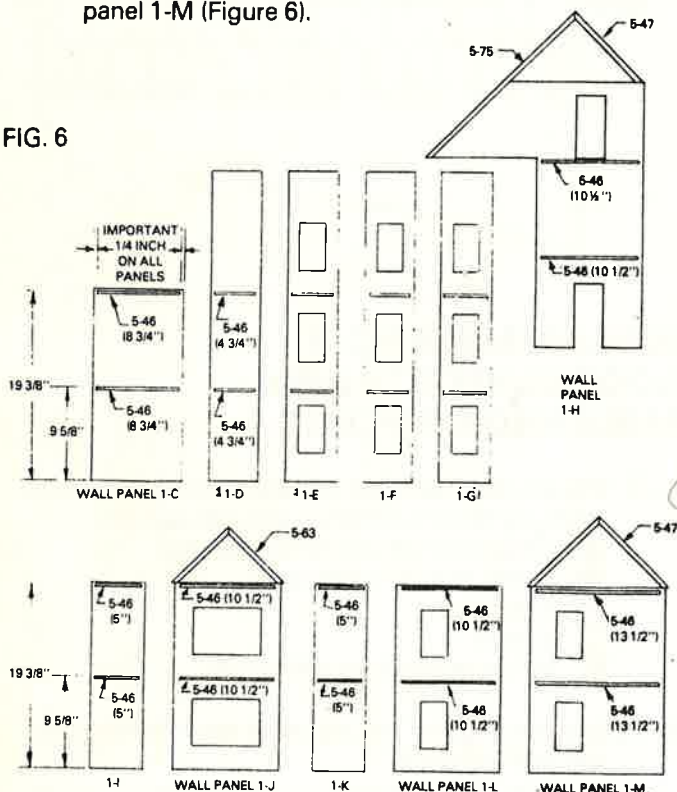 panel 1-M (Figure 6).
FIG. 6
5-75
5-47
5-46
(10 ½")
5-46 (10 1/2")
WALL
PANEL
1-H
IMPORTANT
1/4 INCH
ON ALL
PANELS
19 3/8"
9 5/8"
5-46
(8 3/4")
5-46
(8 3/4")
5-46
(4 3/4")
5-46
(4 3/4")
WALL PANEL 1-C
1-D
1-E
1-F
1-G
5-63
5-47
19 3/8"
9 5/8"
5-46
(5")
5-46
(5")
5-46 (10 1/2")
5-46 (10 1/2")
5-46
(5")
5-46
(5")
5-46
(10 1/2")
5-46
(10 1/2")
5-46
(13 1/2")
5-46
(13 1/2")
1-I
WALL PANEL 1-J
1-K
WALL PANEL 1-L
WALL PANEL 1-M